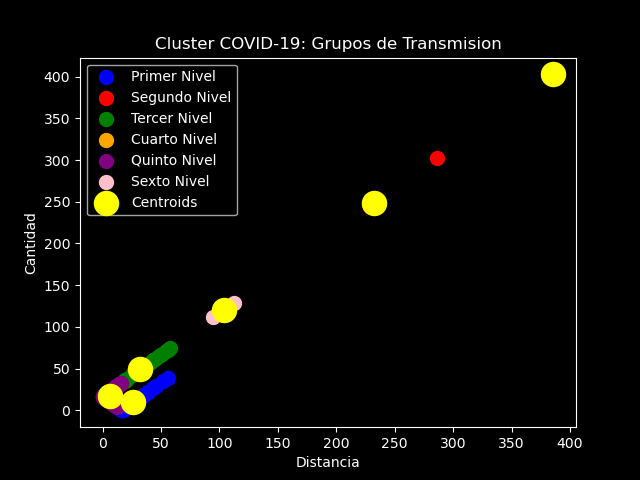 Cluster COVID-19: Grupos de Transmision
Primer Nivel
Segundo Nivel
Tercer Nivel
Cuarto Nivel
Quinto Nivel
Sexto Nivel
Centroids
Cantidad
400
350
300
250
200
150
100
50
0
0 50 100 150 200 250 300 350 400
Distancia